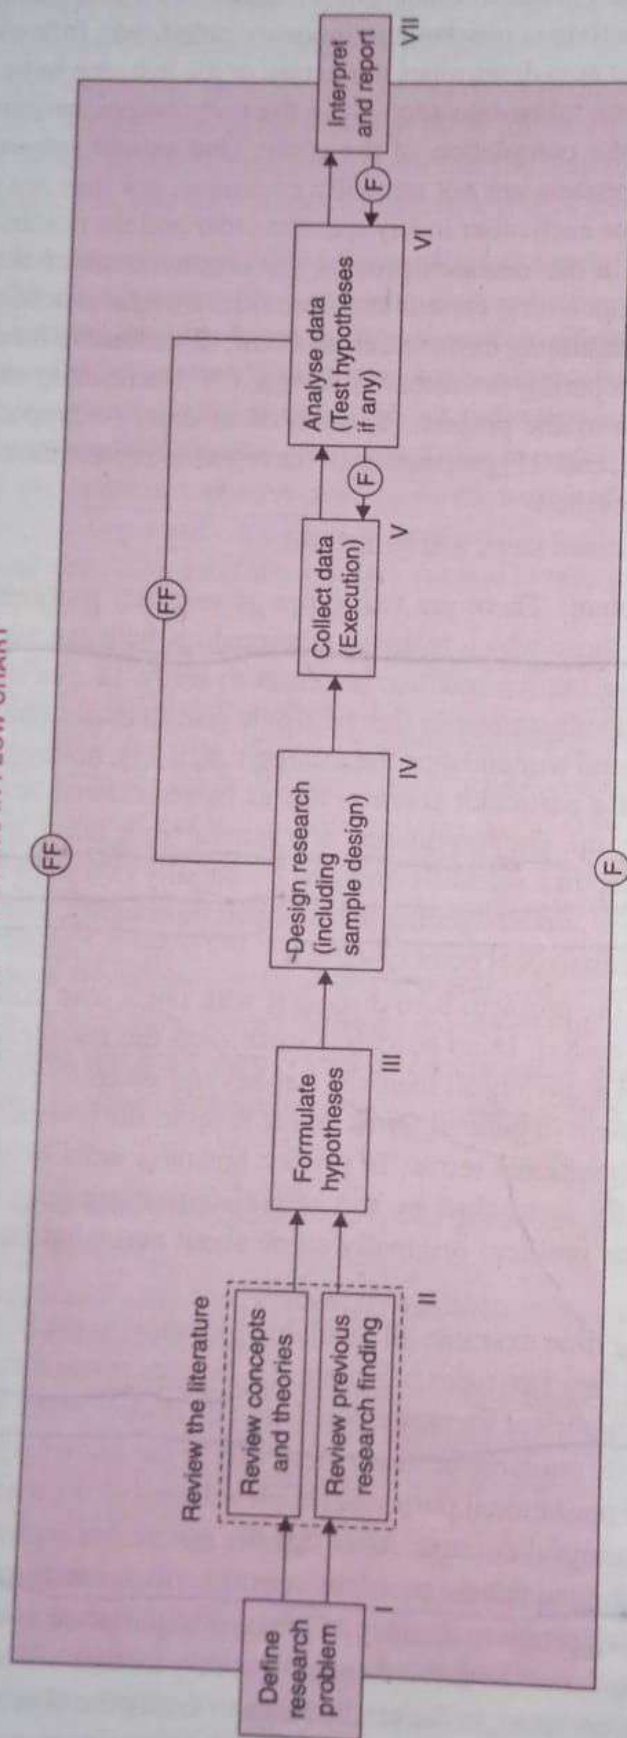 FLOW CHART
FF
FF
Review the literature
Define
research
problem
I
Review concepts
and theories
Review previous
research finding
II
Formulate
hypotheses
III
Design research
(including
sample design)
IV
Collect data
(Execution)
V
F
Analyse data
(Test hypotheses
if any)
VI
F
Interpret
and report
VII
F